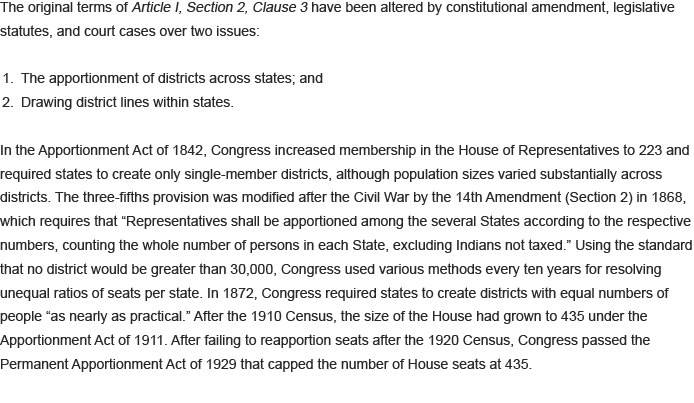 The original terms of Article I, Section 2, Clause 3 have been altered by constitutional amendment, legislative
statutes, and court cases over two issues:
1. The apportionment of districts across states; and
2. Drawing district lines within states.
In the Apportionment Act of 1842, Congress increased membership in the House of Representatives to 223 and
required states to create only single-member districts, although population sizes varied substantially across
districts. The three-fifths provision was modified after the Civil War by the 14th Amendment (Section 2) in 1868,
which requires that “Representatives shall be apportioned among the several States according to the respective
numbers, counting the whole number of persons in each State, excluding Indians not taxed.” Using the standard
that no district would be greater than 30,000, Congress used various methods every ten years for resolving
unequal ratios of seats per state. In 1872, Congress required states to create districts with equal numbers of
people “as nearly as practical.” After the 1910 Census, the size of the House had grown to 435 under the
Apportionment Act of 1911. After failing to reapportion seats after the 1920 Census, Congress passed the
Permanent Apportionment Act of 1929 that capped the number of House seats at 435.